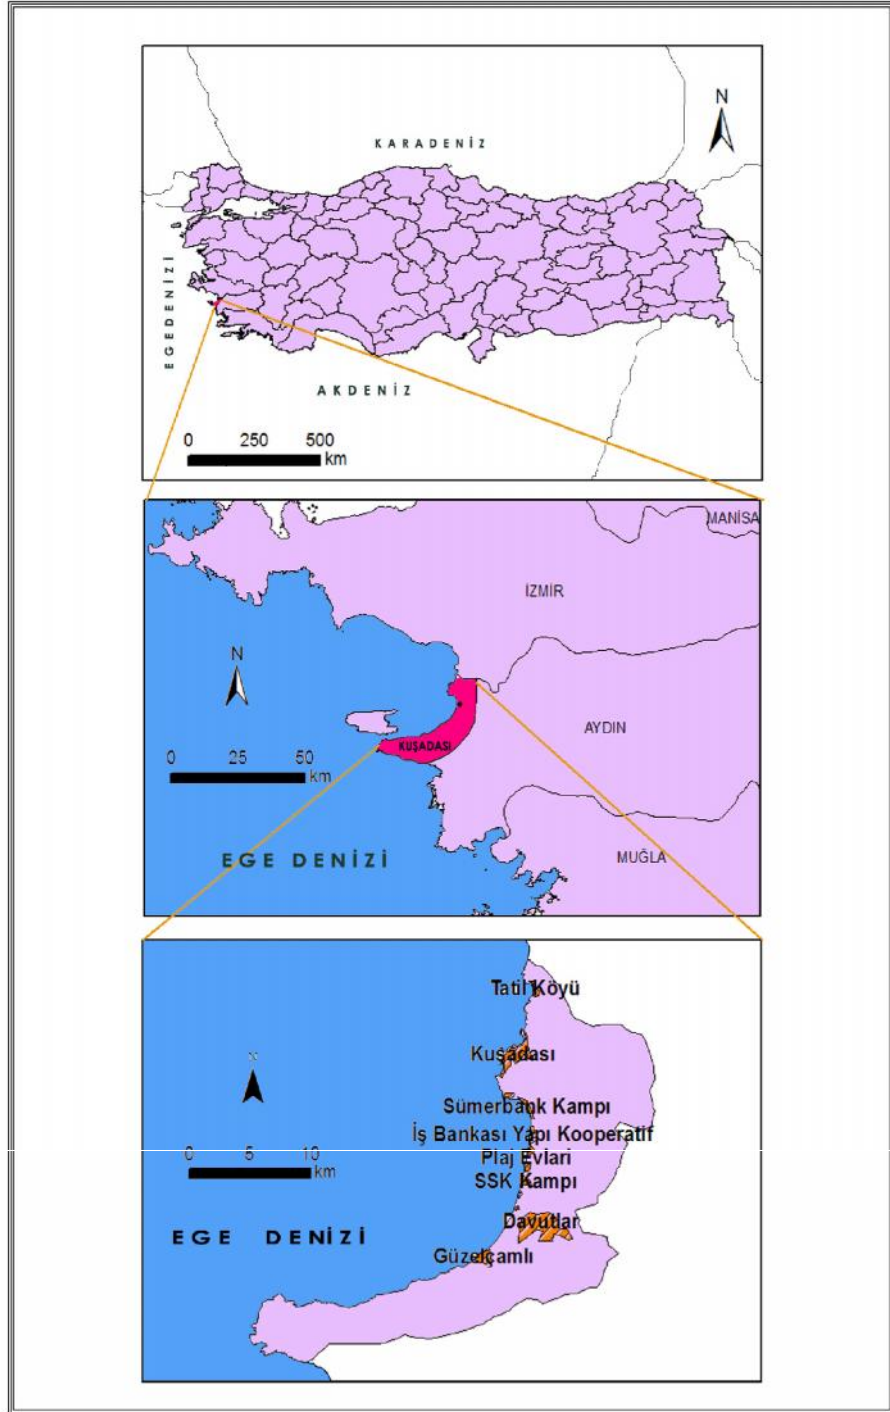 N
KARADENİZ
EGEDENİZİ
AKDENİZ
0 250 500
km
MANİSA
İZMİR
N
AYDIN
KUŞADASI
0 25 50
km
EGE DENİZİ
MUĞLA
Tatil Köyü
Kuşadası
N
Sümerbank Kampı
İş Bankası Yapı Kooperatif
Plaj Evlari
0 5 10
km
SSK Kampı
Davutlar
EGE DENİZİ
Güzelçamlı